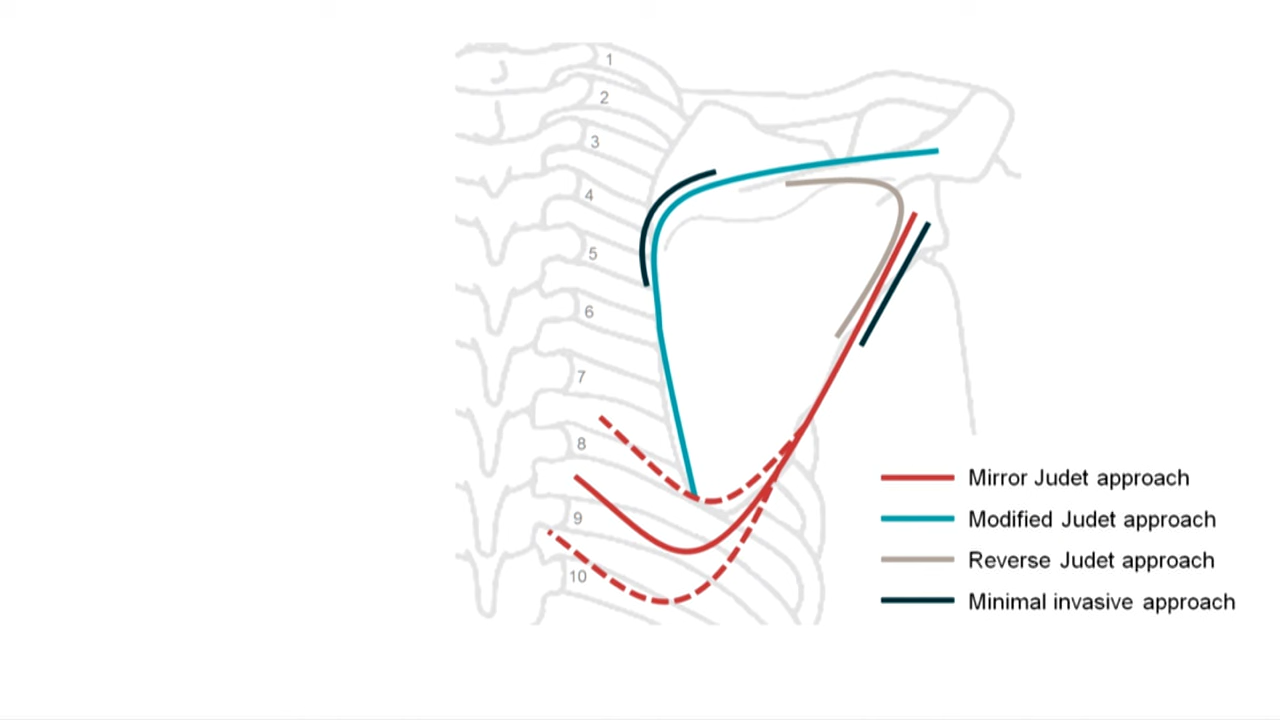 1
2
3
4
5
6
7
8
9
10
Mirror Judet approach
Modified Judet approach
Reverse Judet approach
Minimal invasive approach